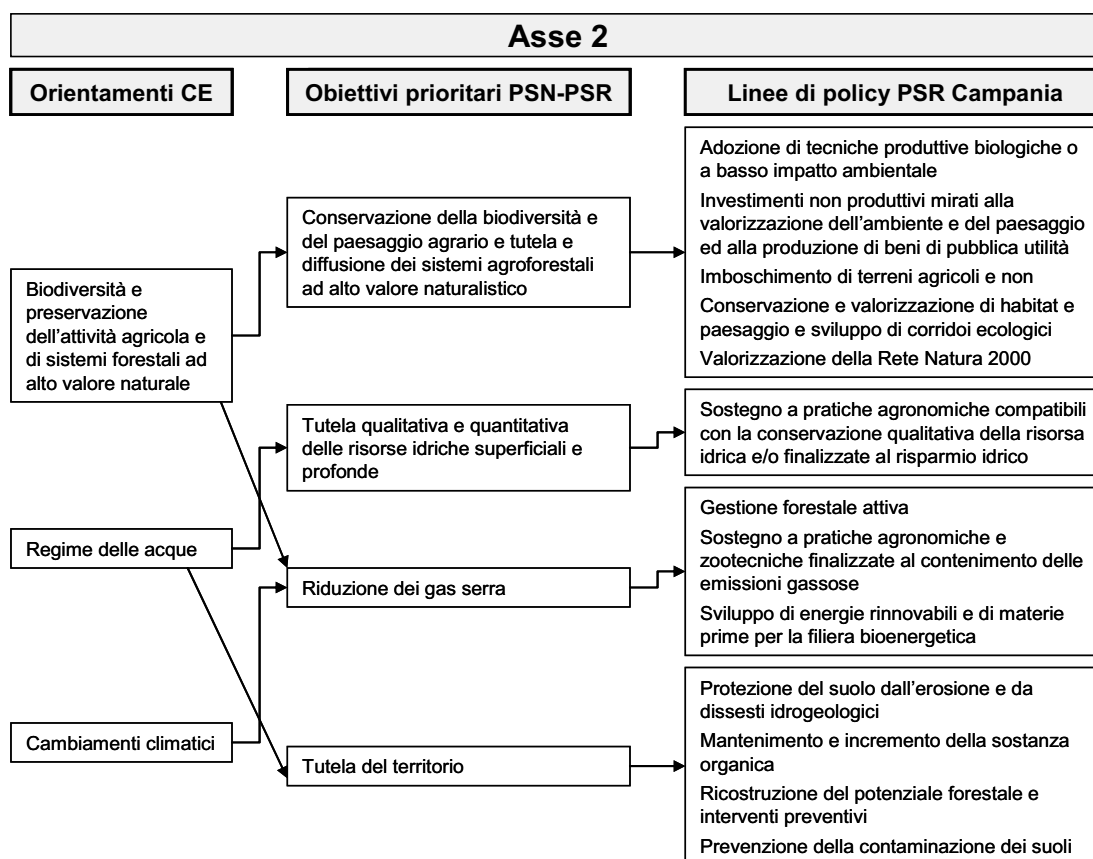 Asse 2
Orientamenti CE
Obiettivi prioritari PSN-PSR
Linee di policy PSR Campania
Biodiversità e
preservazione
dell'attività agricola e
di sistemi forestali ad
alto valore naturale
Regime delle acque
Cambiamenti climatici
Conservazione della biodiversità e
del paesaggio agrario e tutela e
diffusione dei sistemi agroforestali
ad alto valore naturalistico
Tutela qualitativa e quantitativa
delle risorse idriche superficiali e
profonde
Riduzione dei gas serra
Tutela del territorio
Adozione di tecniche produttive biologiche o
a basso impatto ambientale
Investimenti non produttivi mirati alla
valorizzazione dell'ambiente e del paesaggio
ed alla produzione di beni di pubblica utilità
Imboschimento di terreni agricoli e non
Conservazione e valorizzazione di habitat e
paesaggio e sviluppo di corridoi ecologici
Valorizzazione della Rete Natura 2000
Sostegno a pratiche agronomiche compatibili
con la conservazione qualitativa della risorsa
idrica e/o finalizzate al risparmio idrico
Gestione forestale attiva
Sostegno a pratiche agronomiche e
zootecniche finalizzate al contenimento delle
emissioni gassose
Sviluppo di energie rinnovabili e di materie
prime per la filiera bioenergetica
Protezione del suolo dall'erosione e da
dissesti idrogeologici
Mantenimento e incremento della sostanza
organica
Ricostruzione del potenziale forestale e
interventi preventivi
Prevenzione della contaminazione dei suoli